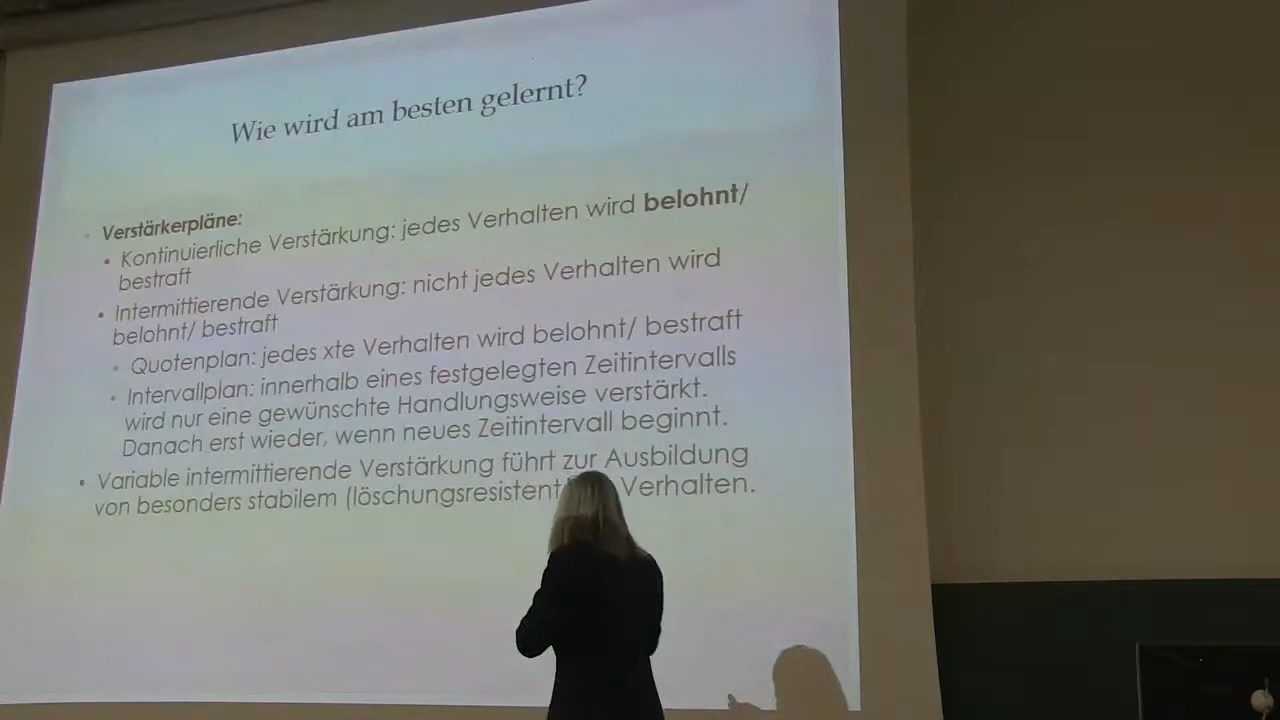 Wie wird am besten gelernt?
Verstärkerpläne:
Kontinuierliche Verstärkung: jedes Verhalten wird belohnt/
bestraft
Intermittierende Verstärkung: nicht jedes Verhalten wird
belohnt/ bestraft
Quotenplan: jedes xte Verhalten wird belohnt/ bestraft
Intervallplan: innerhalb eines festgelegten Zeitintervalls
wird nur eine gewünschte Handlungsweise verstärkt.
Danach erst wieder, wenn neues Zeitintervall beginnt.
Variable intermittierende Verstärkung führt zur Ausbildung
von besonders stabilem (löschungsresistent Verhalten.